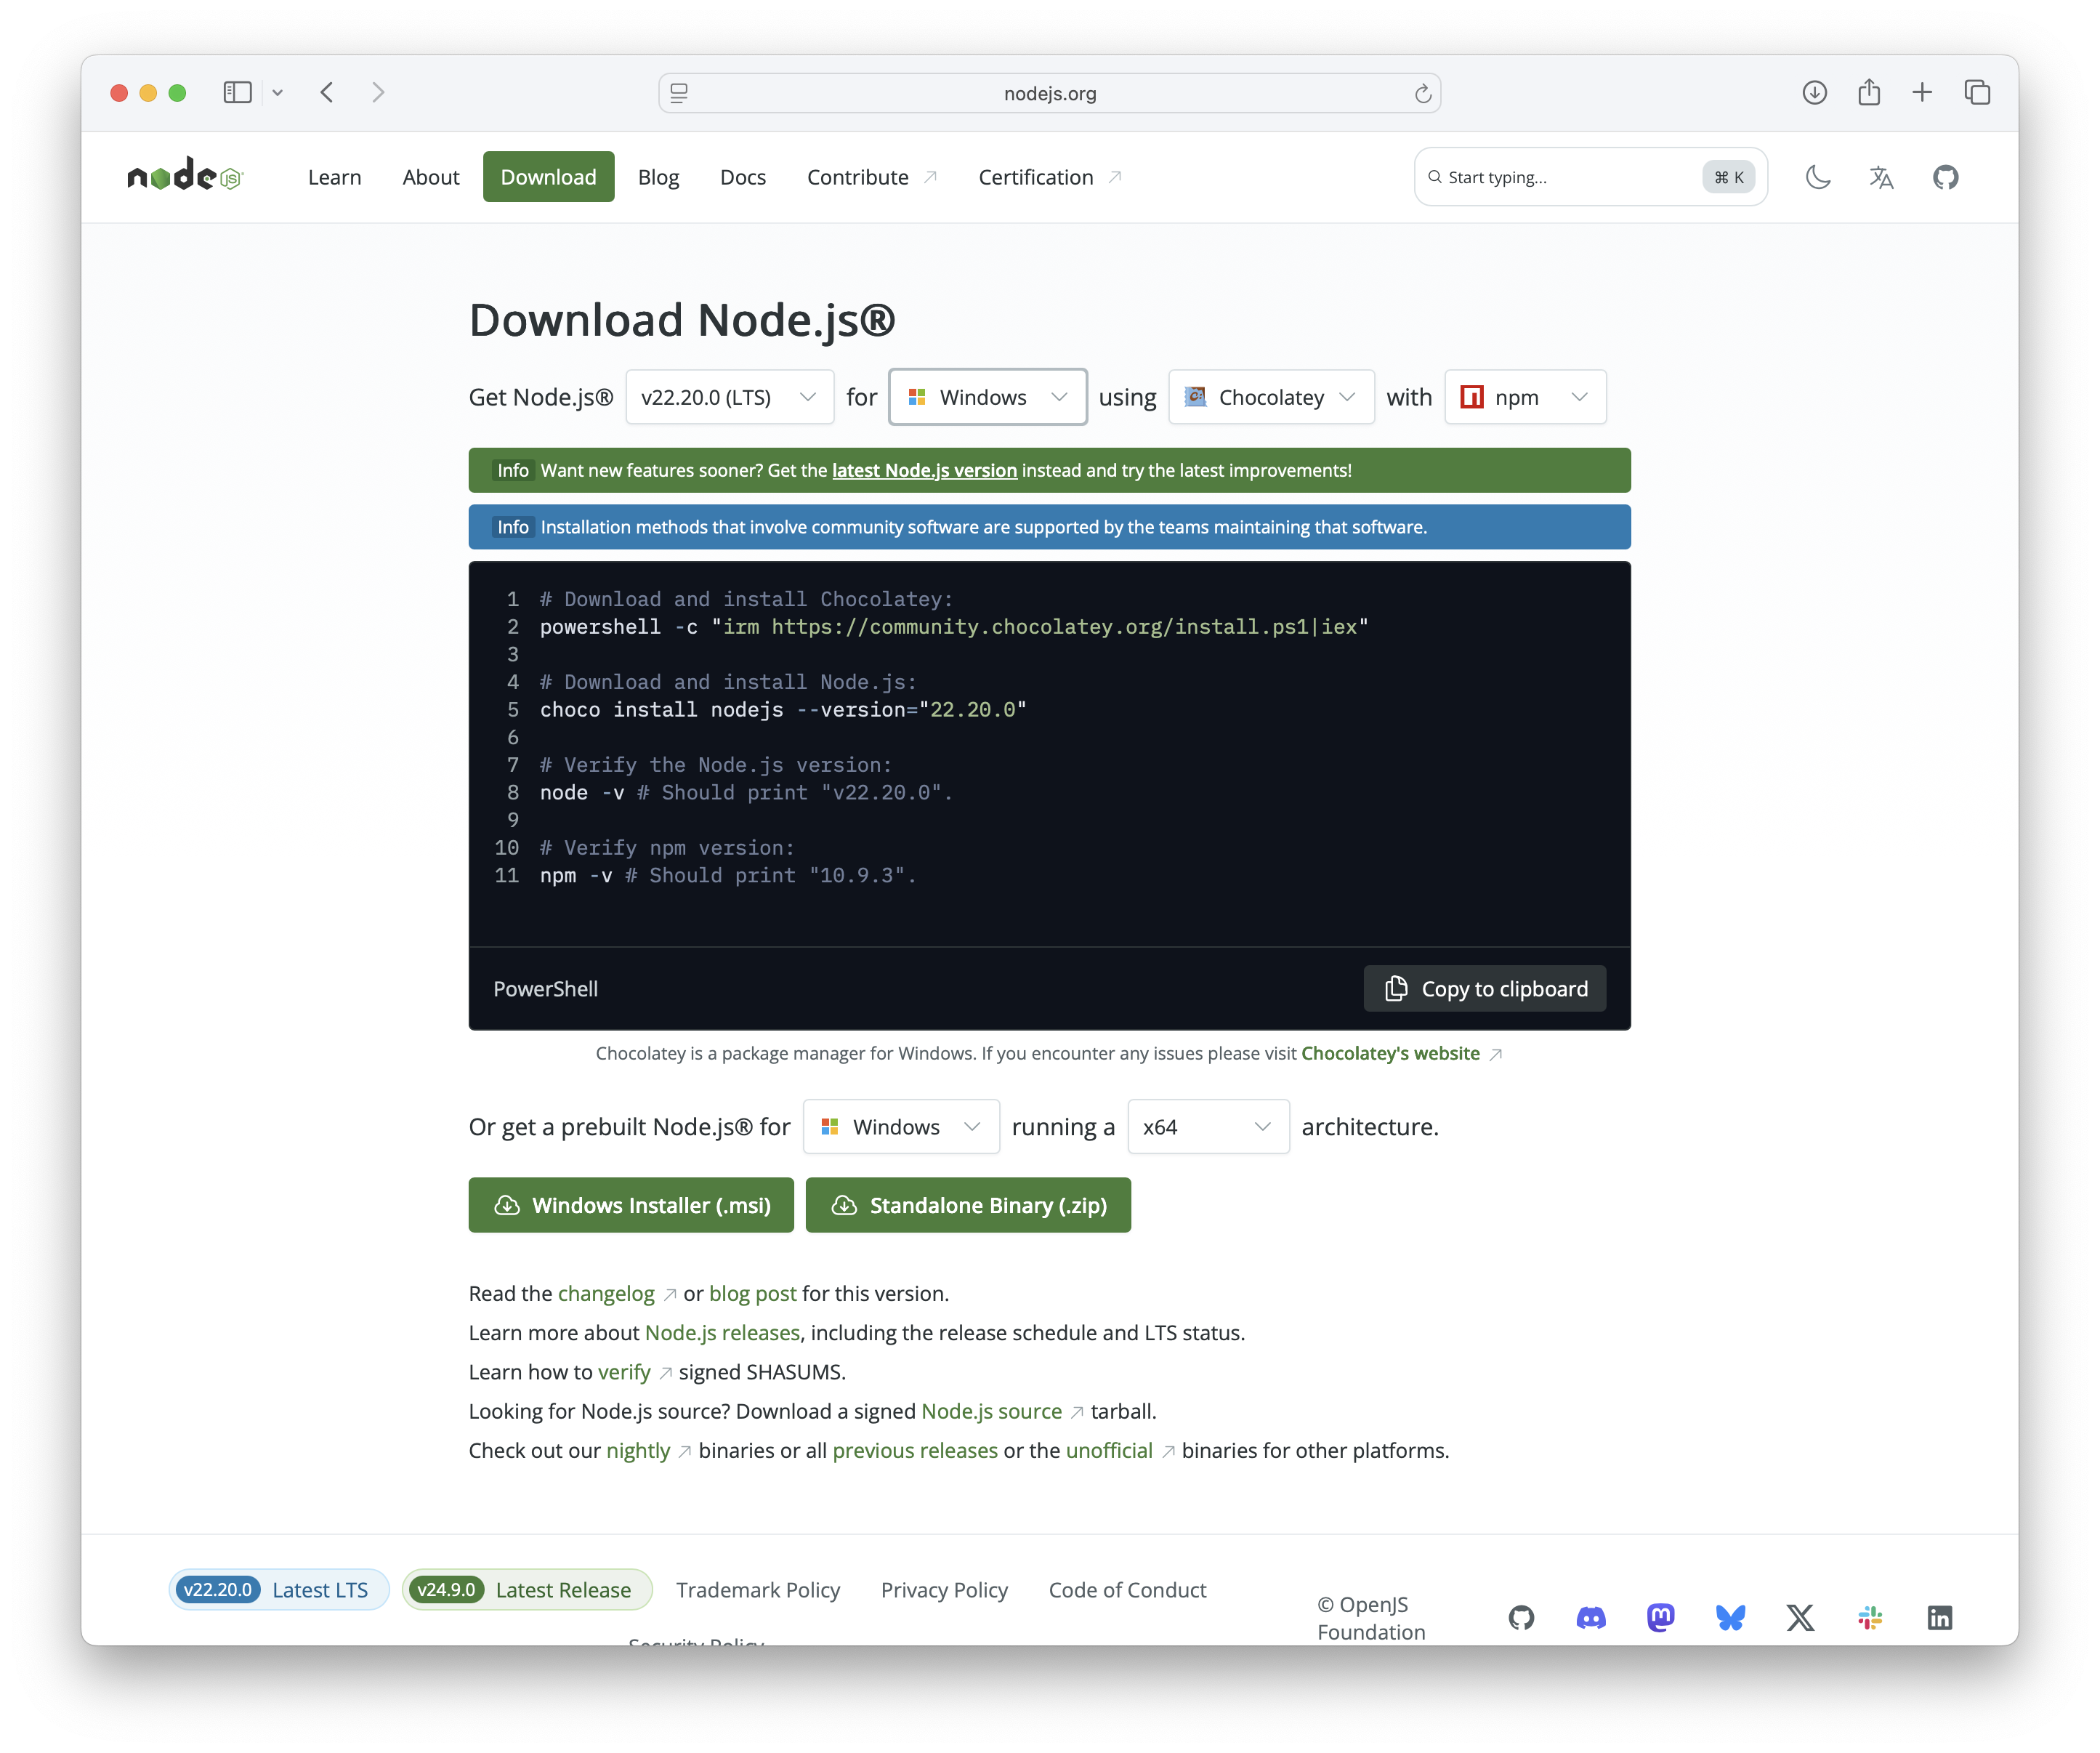 nodejs.org
node JS
Learn About Download Blog Docs Contribute Certification Start typing... ⌘ K
Download Node.js®
Get Node.js® v22.20.0 (LTS) for Windows using Chocolatey with npm
Info Want new features sooner? Get the latest Node.js version instead and try the latest improvements!
Info Installation methods that involve community software are supported by the teams maintaining that software.
1 # Download and install Chocolatey:
2 powershell -c "irm https://community.chocolatey.org/install.ps1|iex"
3
4 # Download and install Node.js:
5 choco install nodejs --version="22.20.0"
6
7 # Verify the Node.js version:
8 node -v # Should print "v22.20.0".
9
10 # Verify npm version:
11 npm -v # Should print "10.9.3".
PowerShell Copy to clipboard
Chocolatey is a package manager for Windows. If you encounter any issues please visit Chocolatey's website
Or get a prebuilt Node.js® for Windows running a x64 architecture.
Windows Installer (.msi) Standalone Binary (.zip)
Read the changelog or blog post for this version.
Learn more about Node.js releases, including the release schedule and LTS status.
Learn how to verify signed SHASUMS.
Looking for Node.js source? Download a signed Node.js source tarball.
Check out our nightly binaries or all previous releases or the unofficial binaries for other platforms.
v22.20.0 Latest LTS v24.9.0 Latest Release Trademark Policy Privacy Policy Code of Conduct
Security Policy
© OpenJS
Foundation